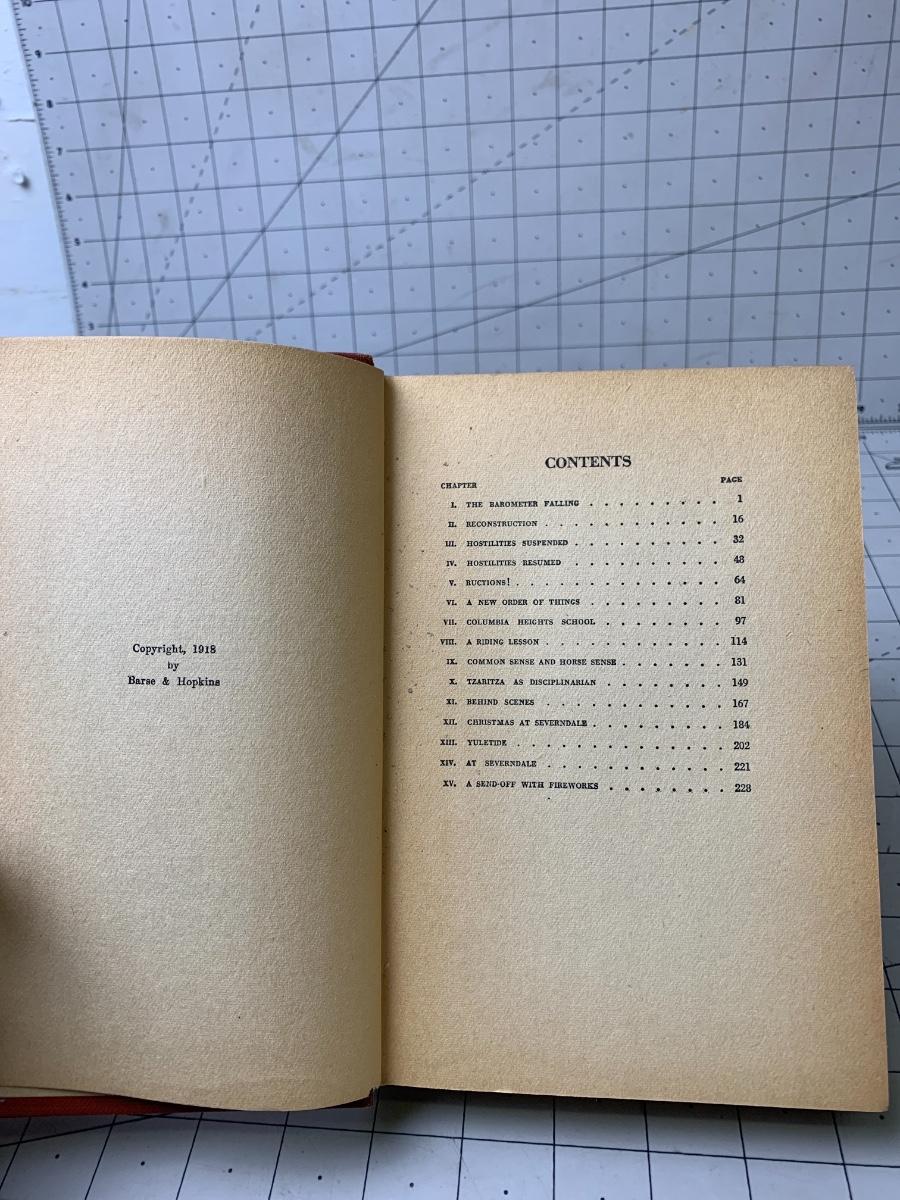 Copyright, 1918
by
Barse & Hopkins
CONTENTS
CHAPTER PAGE
I. THE BAROMETER FALLING . . . . . . . . . 1
II. RECONSTRUCTION . . . . . . . . . . . . 16
III. HOSTILITIES SUSPENDED . . . . . . . . . . 32
IV. HOSTILITIES RESUMED . . . . . . . . . . 48
V. RUCTIONS! . . . . . . . . . . . . . . 64
VI. A NEW ORDER OF THINGS . . . . . . . . . 81
VII. COLUMBIA HEIGHTS SCHOOL . . . . . . . . 97
VIII. A RIDING LESSON . . . . . . . . . . . . 114
IX. COMMON SENSE AND HORSE SENSE . . . . . . . 131
X. TZARITZA AS DISCIPLINARIAN . . . . . . . . 149
XI. BEHIND SCENES . . . . . . . . . . . . 167
XII. CHRISTMAS AT SEVERNDALE . . . . . . . . . 184
XIII. YULETIDE . . . . . . . . . . . . . . 202
XIV. AT SEVERNDALE . . . . . . . . . . . . 221
XV. A SEND-OFF WITH FIREWORKS . . . . . . . . 228